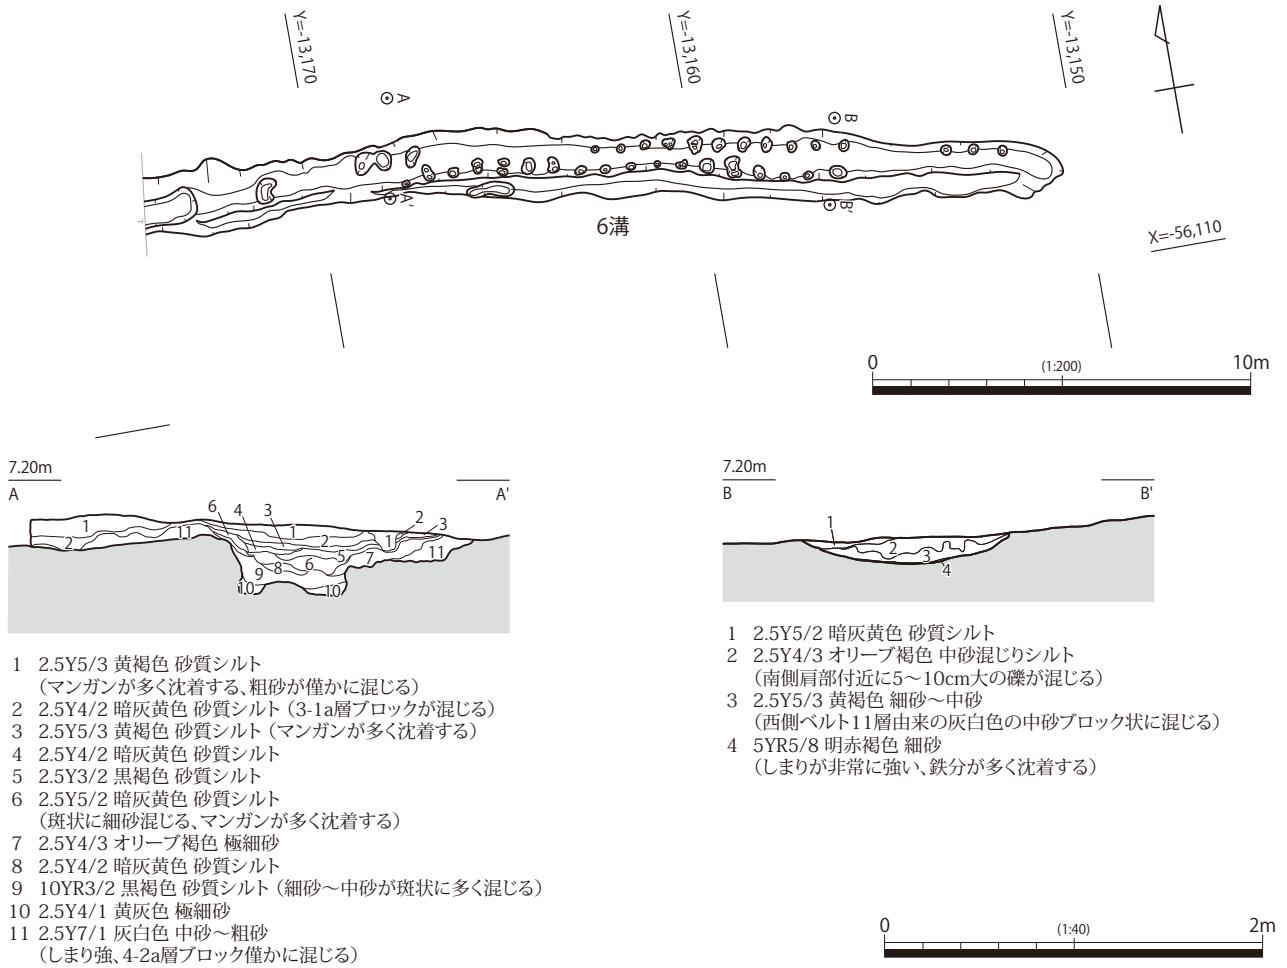 Y=-13,170
Y=-13,160
Y=-13,150
A
B
A'
B'
6溝
X=-56,110
0
(1:200)
10m
7.20m
A
A'
1
2
11
6
4
3
1
2
5
8
6
9
7
10
10
1
2
3
11
7.20m
B
B'
1
2
3
4
1 2.5Y5/3 黄褐色 砂質シルト
（マンガンが多く沈着する、粗砂が僅かに混じる）
2 2.5Y4/2 暗灰黄色 砂質シルト（3-1a層ブロックが混じる）
3 2.5Y5/3 黄褐色 砂質シルト（マンガンが多く沈着する）
4 2.5Y4/2 暗灰黄色 砂質シルト
5 2.5Y3/2 黒褐色 砂質シルト
6 2.5Y5/2 暗灰黄色 砂質シルト
（斑状に細砂混じる、マンガンが多く沈着する）
7 2.5Y4/3 オリーブ褐色 極細砂
8 2.5Y4/2 暗灰黄色 砂質シルト
9 10YR3/2 黒褐色 砂質シルト（細砂～中砂が斑状に多く混じる）
10 2.5Y4/1 黄灰色 極細砂
11 2.5Y7/1 灰白色 中砂～粗砂
（しまり強、4-2a層ブロック僅かに混じる）
1 2.5Y5/2 暗灰黄色 砂質シルト
2 2.5Y4/3 オリーブ褐色 中砂混じりシルト
（南側肩部付近に5～10cm大の礫が混じる）
3 2.5Y5/3 黄褐色 細砂～中砂
（西側ベルト11層由来の灰白色の中砂ブロック状に混じる）
4 5YR5/8 明赤褐色 細砂
（しまりが非常に強い、鉄分が多く沈着する）
0
(1:40)
2m